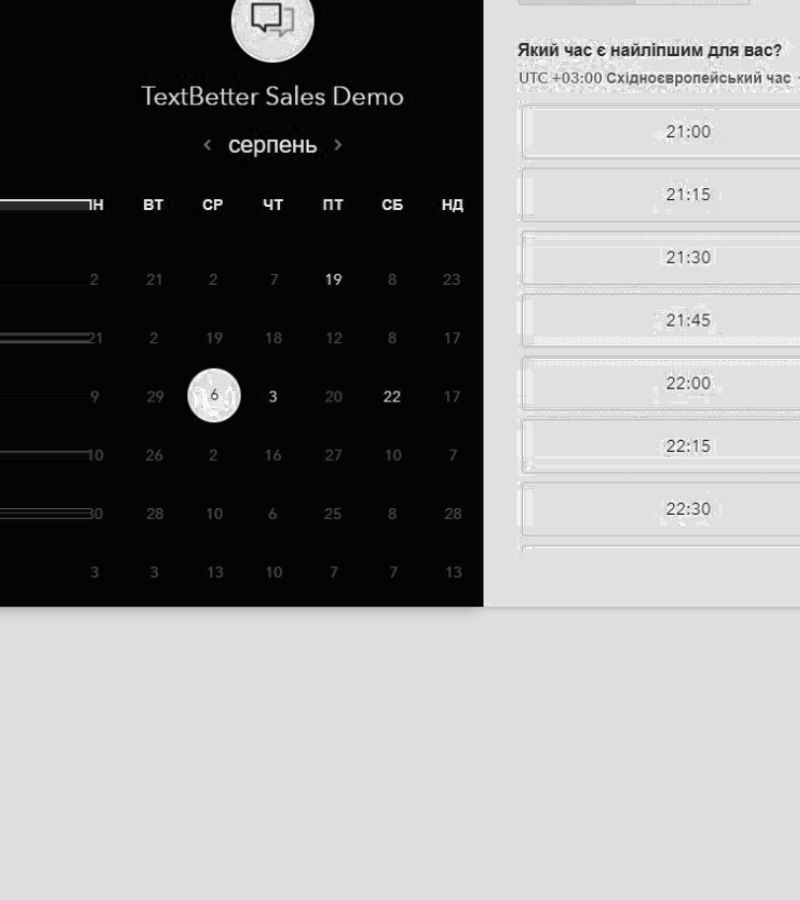 TextBetter Sales Demo
серпень
ПН ВТ СР ЧТ ПТ СБ НД
2 21 2 7 19 8 23
21 2 19 18 12 8 17
9 29 6 3 20 22 17
10 26 2 16 27 10 7
30 28 10 6 25 8 28
3 3 13 10 7 7 13
Який час є найліпшим для вас?
UTC +03:00 Східноєвропейський час
21:00
21:15
21:30
21:45
22:00
22:15
22:30